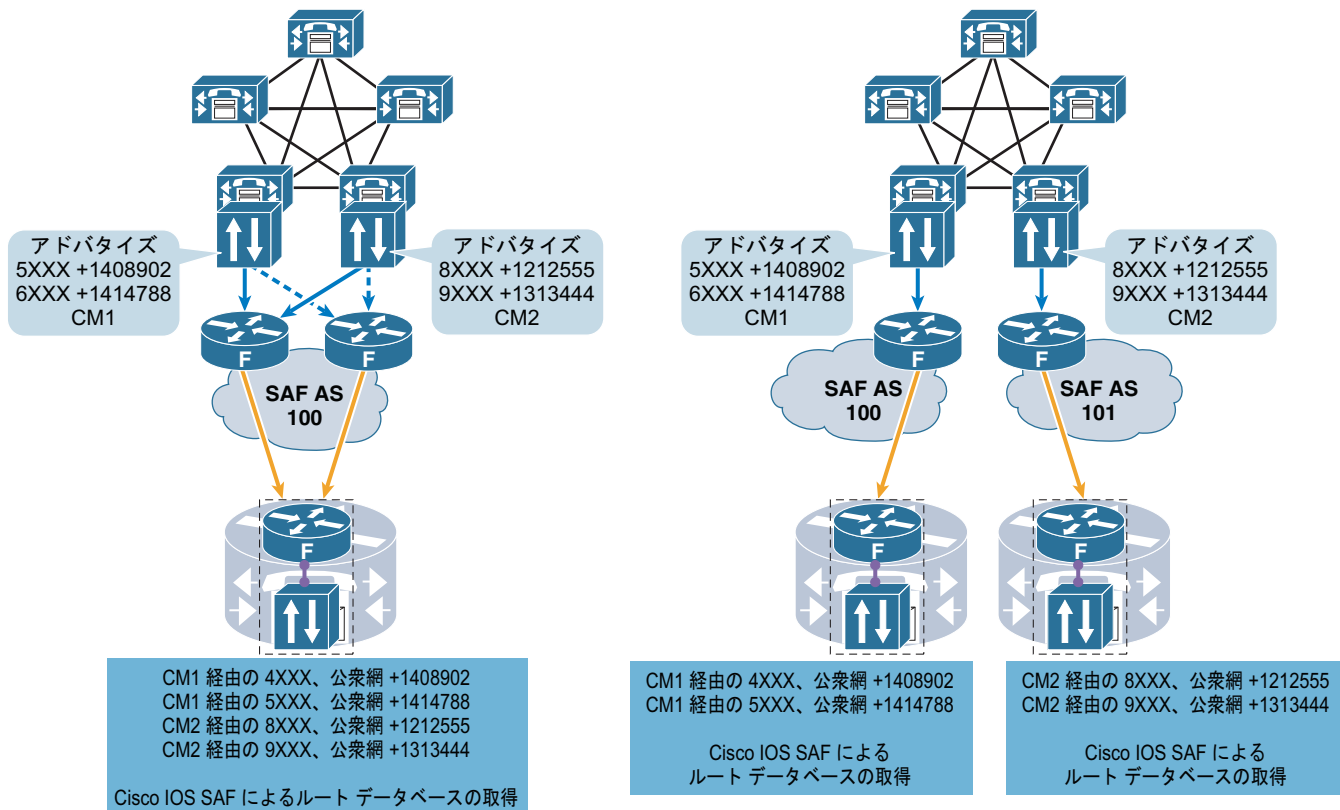 アドバタイズ
5XXX +1408902
6XXX +1414788
CM1
アドバタイズ
8XXX +1212555
9XXX +1313444
CM2
F
F
SAF AS
100
F
CM1 経由の 4XXX、公衆網 +1408902
CM1 経由の 5XXX、公衆網 +1414788
CM2 経由の 8XXX、公衆網 +1212555
CM2 経由の 9XXX、公衆網 +1313444
Cisco IOS SAF によるルート データベースの取得
アドバタイズ
5XXX +1408902
6XXX +1414788
CM1
アドバタイズ
8XXX +1212555
9XXX +1313444
CM2
F
F
SAF AS
100
SAF AS
101
F
F
CM1 経由の 4XXX、公衆網 +1408902
CM1 経由の 5XXX、公衆網 +1414788
Cisco IOS SAF による
ルート データベースの取得
CM2 経由の 8XXX、公衆網 +1212555
CM2 経由の 9XXX、公衆網 +1313444
Cisco IOS SAF による
ルート データベースの取得